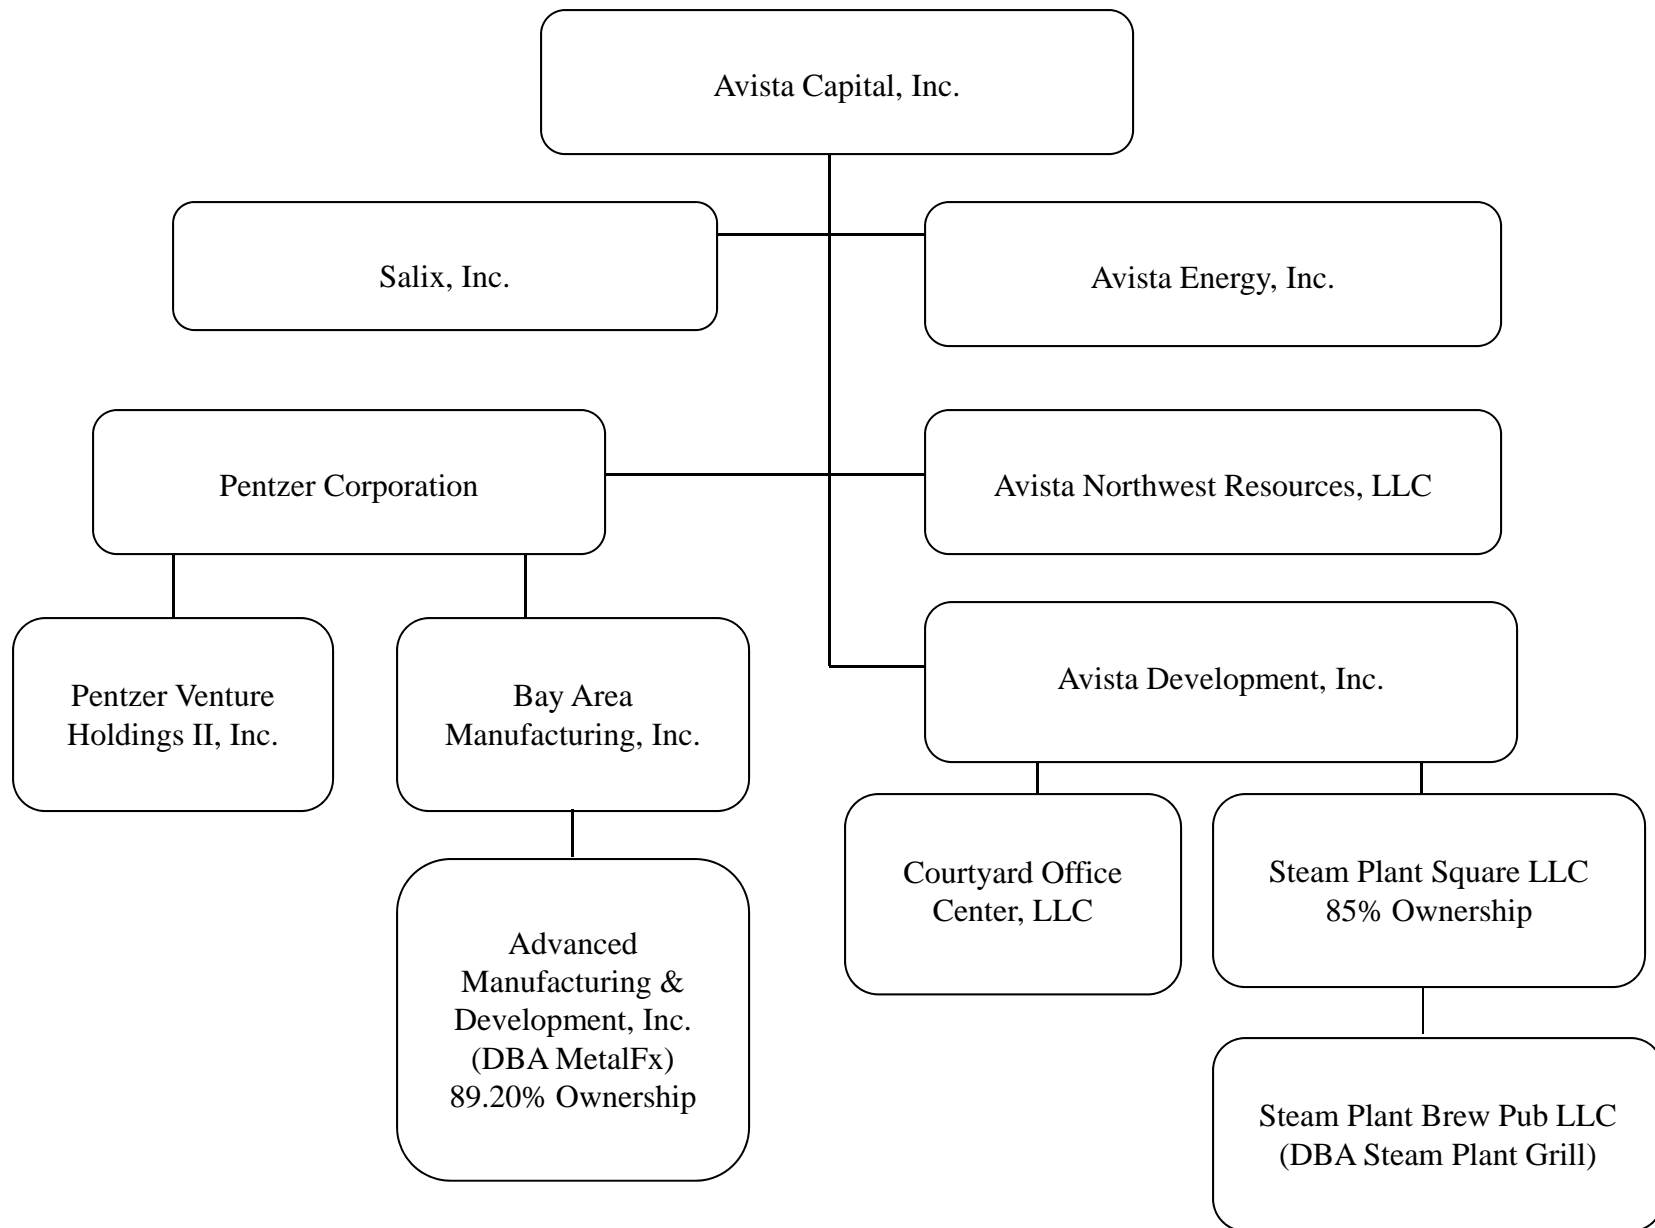 Avista Capital, Inc.
Salix, Inc.
Avista Energy, Inc.
Pentzer Corporation
Avista Northwest Resources, LLC
Pentzer Venture
Holdings II, Inc.
Bay Area
Manufacturing, Inc.
Avista Development, Inc.
Advanced
Manufacturing &
Development, Inc.
(DBA MetalFx)
89.20% Ownership
Courtyard Office
Center, LLC
Steam Plant Square LLC
85% Ownership
Steam Plant Brew Pub LLC
(DBA Steam Plant Grill)